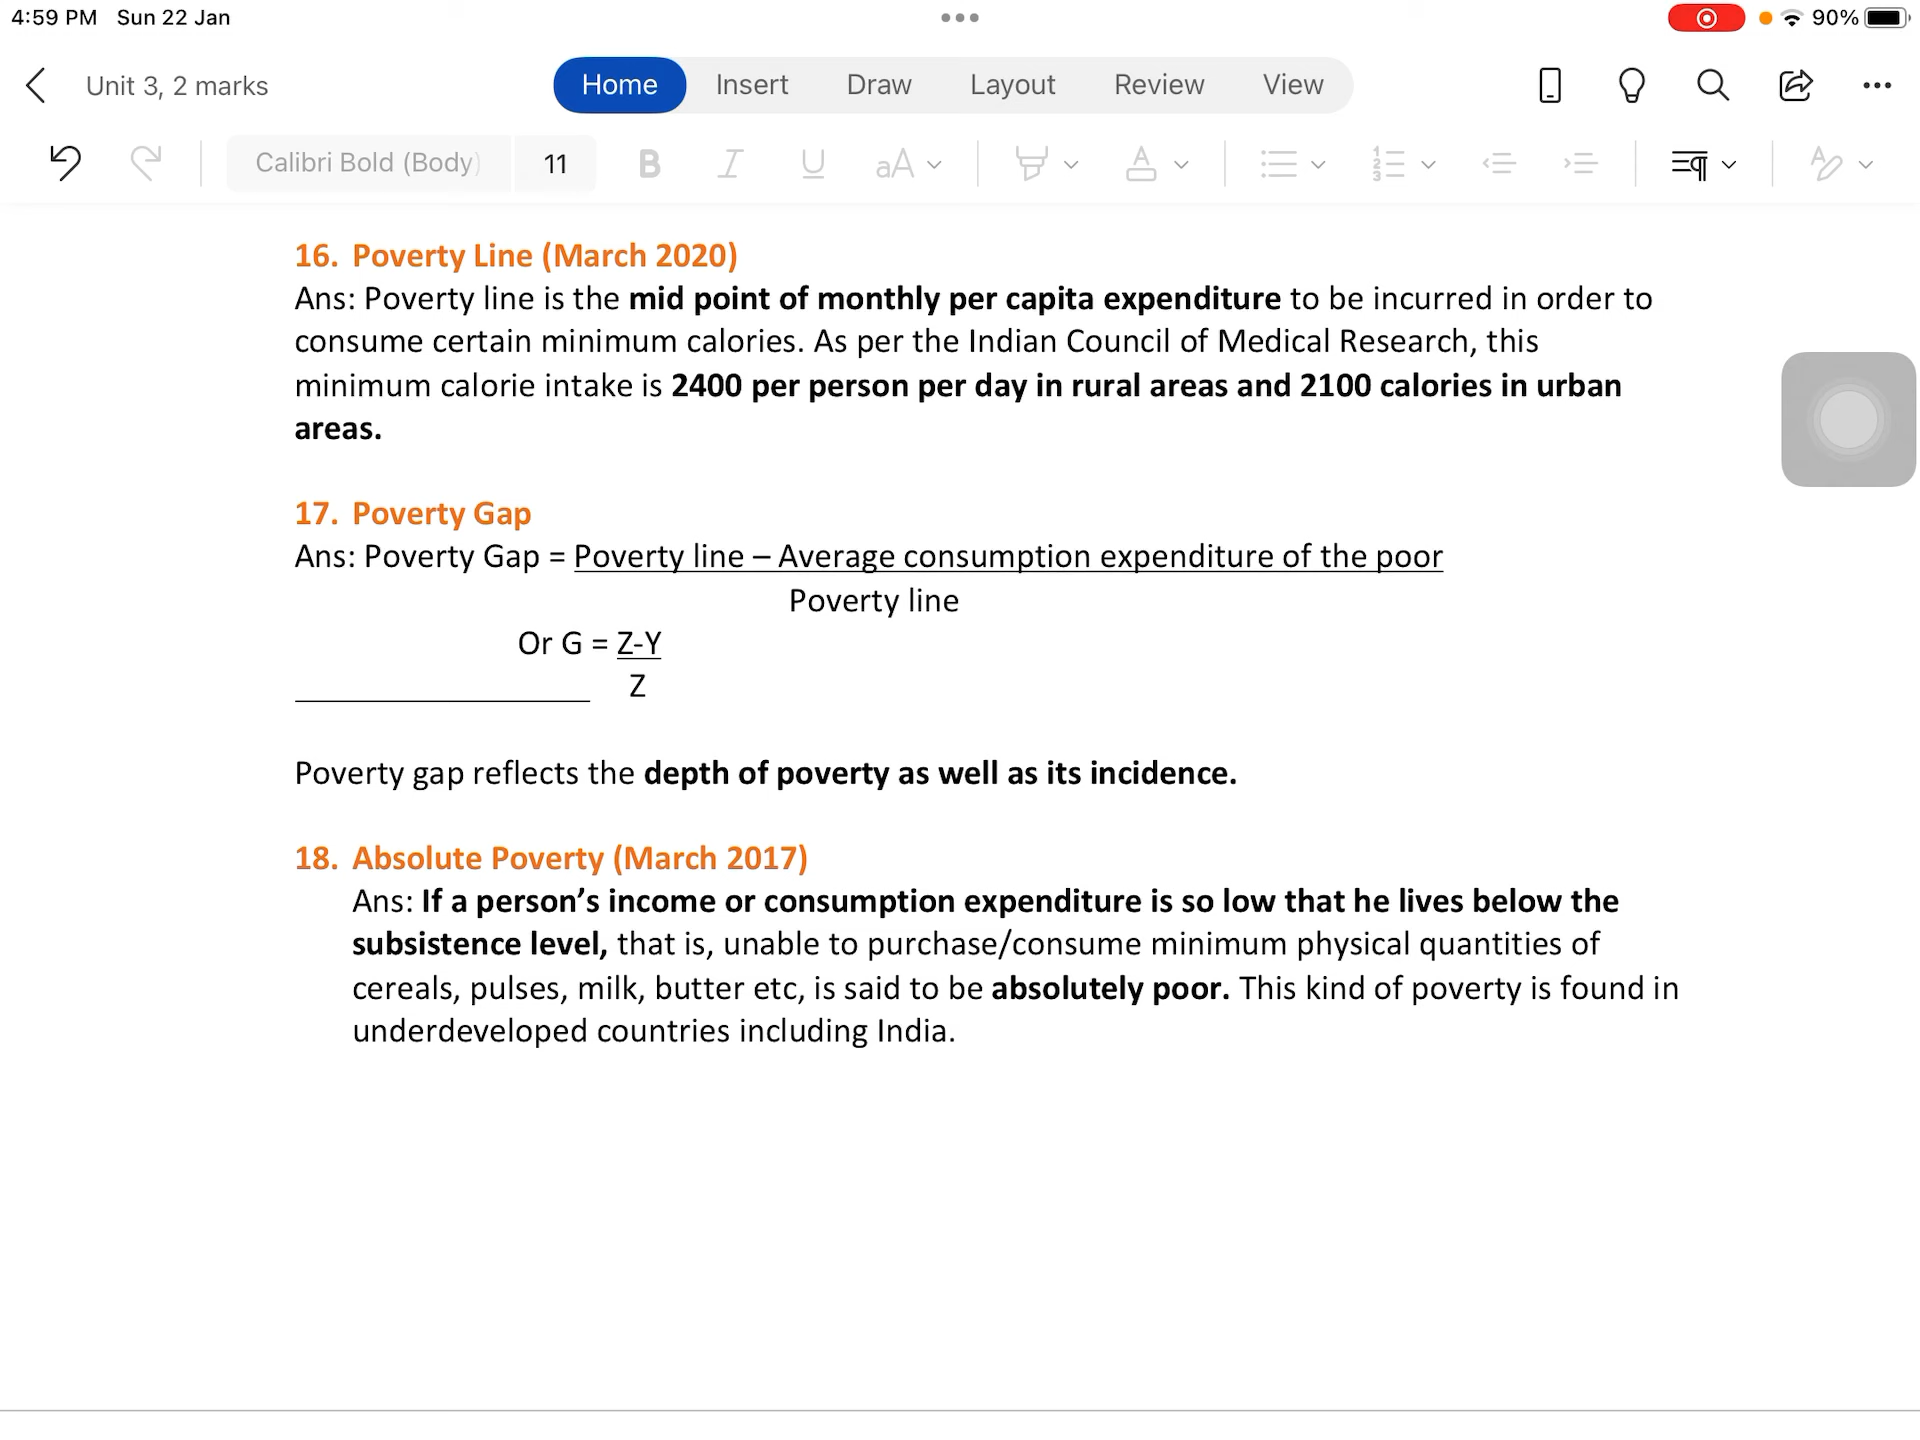 4:59 PM Sun 22 Jan
90%
Unit 3, 2 marks
Home Insert Draw Layout Review View
Calibri Bold (Body) 11 B I U aA A A
16. Poverty Line (March 2020)
Ans: Poverty line is the mid point of monthly per capita expenditure to be incurred in order to
consume certain minimum calories. As per the Indian Council of Medical Research, this
minimum calorie intake is 2400 per person per day in rural areas and 2100 calories in urban
areas.
17. Poverty Gap
Ans: Poverty Gap = Poverty line – Average consumption expenditure of the poor
Poverty line
Or G = Z-Y
Z
Poverty gap reflects the depth of poverty as well as its incidence.
18. Absolute Poverty (March 2017)
Ans: If a person’s income or consumption expenditure is so low that he lives below the
subsistence level, that is, unable to purchase/consume minimum physical quantities of
cereals, pulses, milk, butter etc, is said to be absolutely poor. This kind of poverty is found in
underdeveloped countries including India.